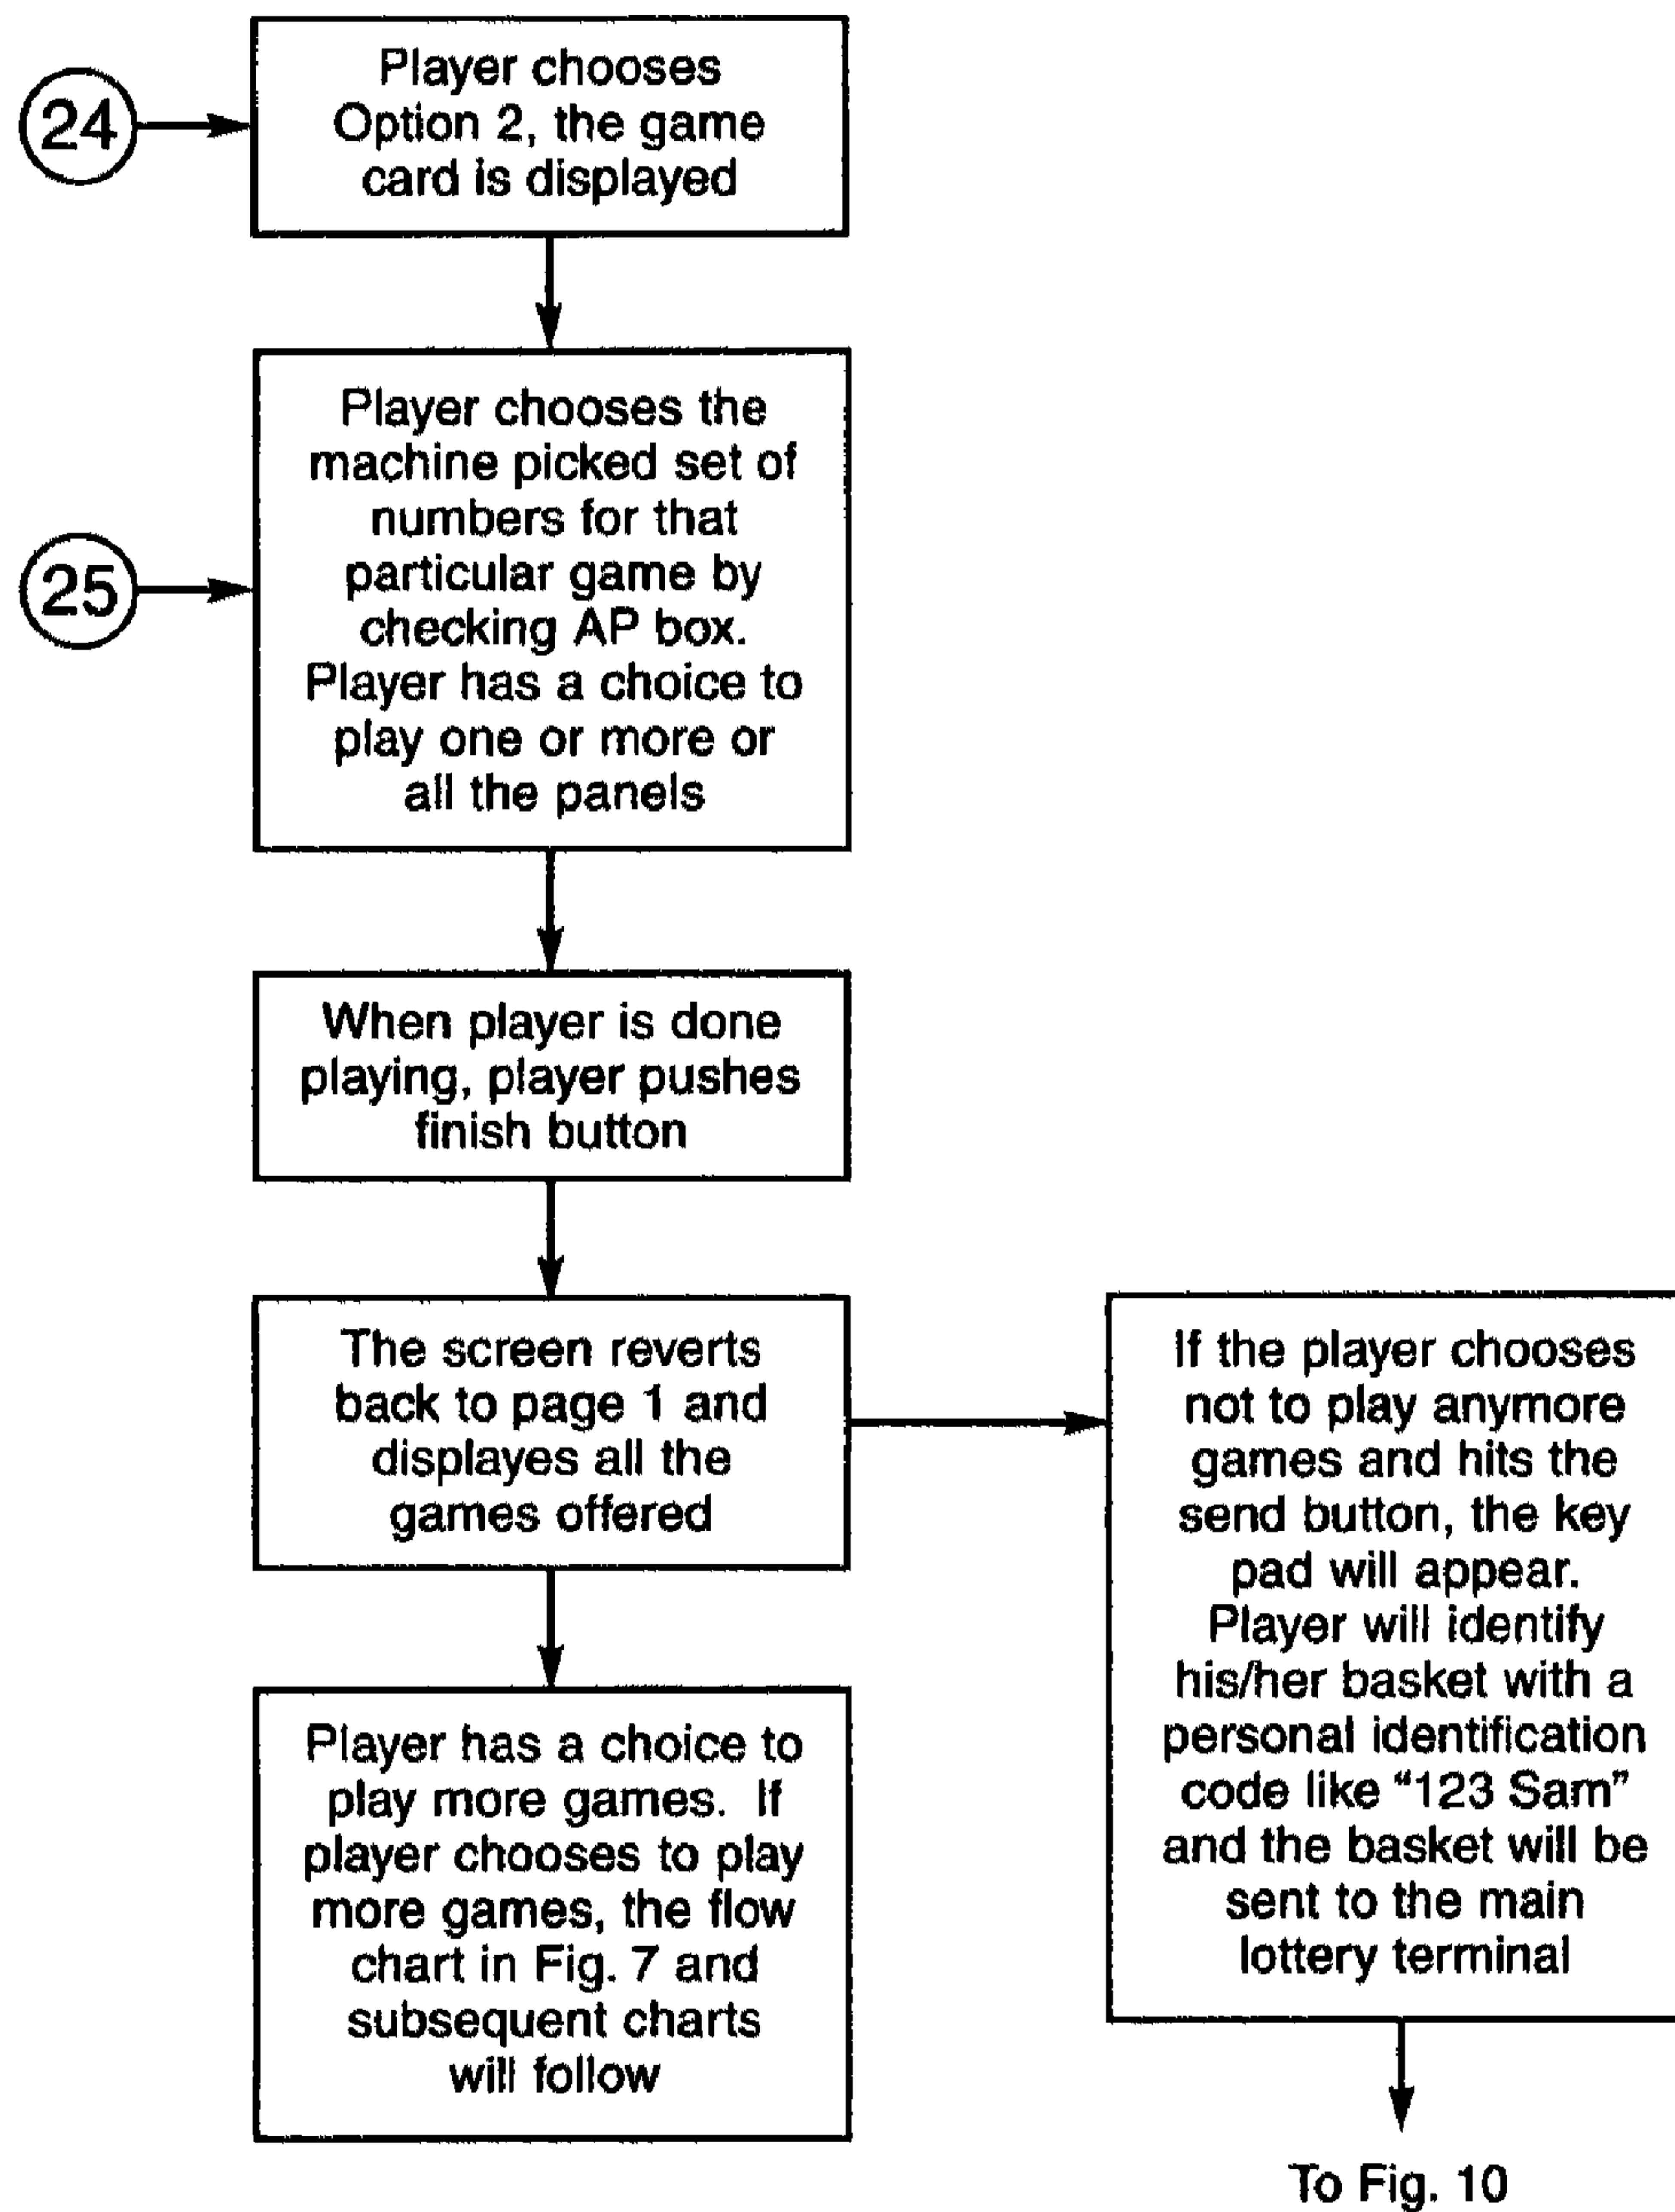 24
Player chooses
Option 2, the game
card is displayed
25
Player chooses the
machine picked set of
numbers for that
particular game by
checking AP box.
Player has a choice to
play one or more or
all the panels
When player is done
playing, player pushes
finish button
The screen reverts
back to page 1 and
displayes all the
games offered
Player has a choice to
play more games. If
player chooses to play
more games, the flow
chart in Fig. 7 and
subsequent charts
will follow
If the player chooses
not to play anymore
games and hits the
send button, the key
pad will appear.
Player will identify
his/her basket with a
personal identification
code like “123 Sam”
and the basket will be
sent to the main
lottery terminal
To Fig. 10